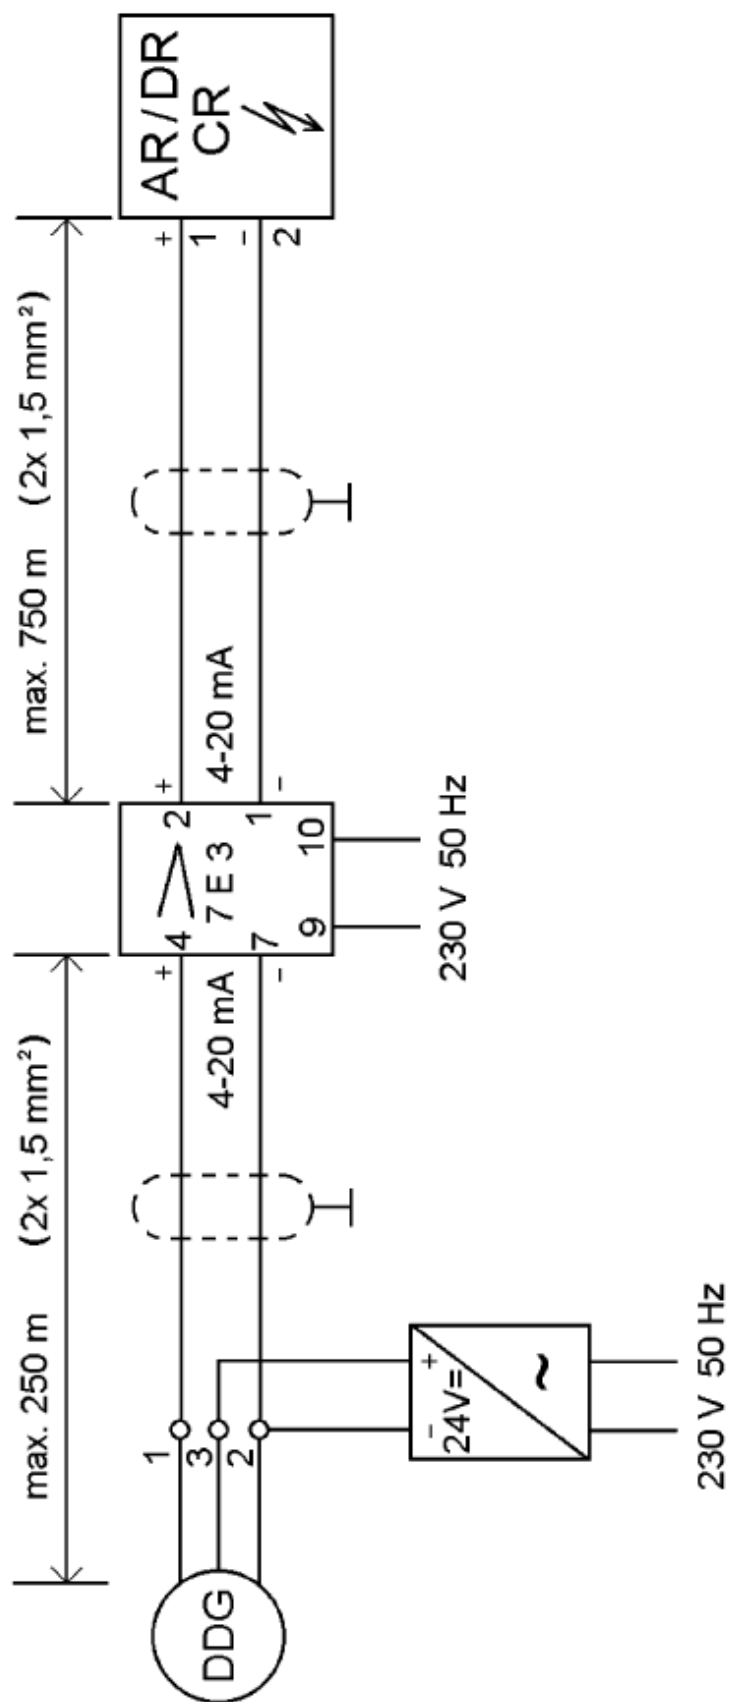 max. 250 m (2x 1,5 mm²)
max. 750 m (2x 1,5 mm²)
DDG
1
3
2
+
4-20 mA
-
4
7 E 3
7
2
1
9
10
+
4-20 mA
-
+
1
-
2
AR/DR
CR
- +
24V=
~
230 V 50 Hz
230 V 50 Hz